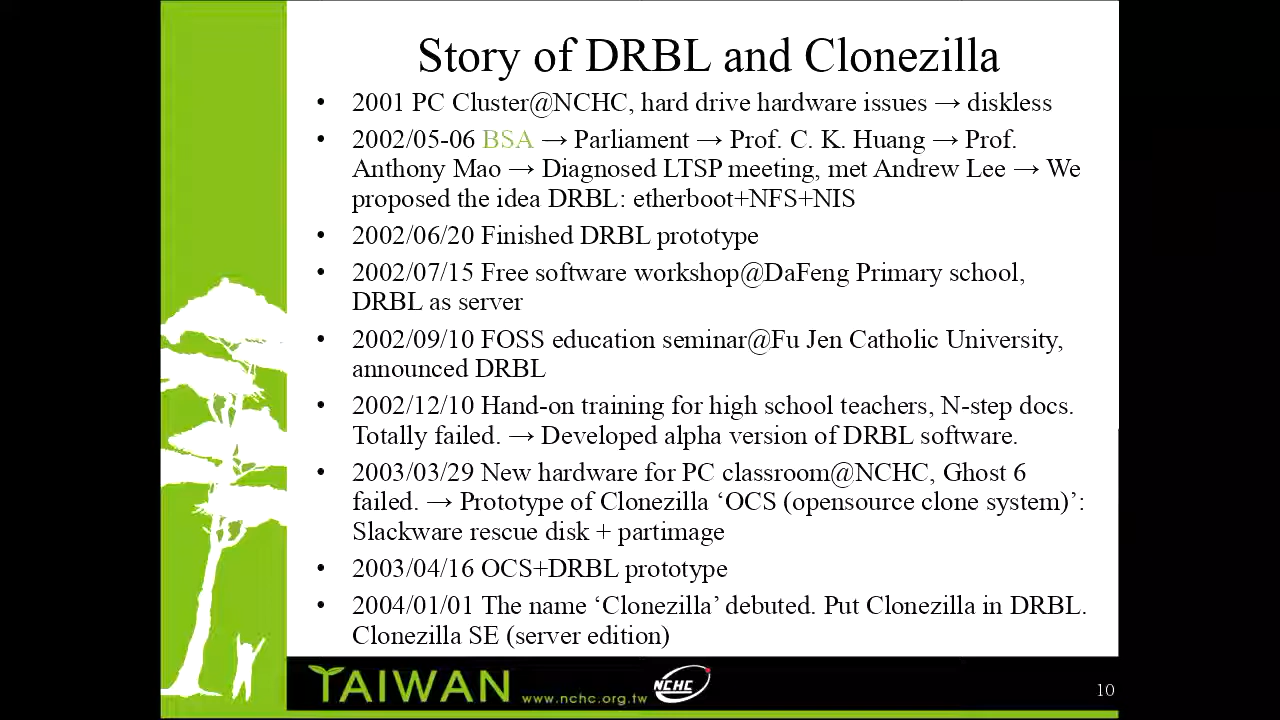 Story of DRBL and Clonezilla
• 2001 PC Cluster@NCHC, hard drive hardware issues → diskless
• 2002/05-06 BSA → Parliament → Prof. C. K. Huang → Prof.
Anthony Mao → Diagnosed LTSP meeting, met Andrew Lee → We
proposed the idea DRBL: etherboot+NFS+NIS
• 2002/06/20 Finished DRBL prototype
• 2002/07/15 Free software workshop@DaFeng Primary school,
DRBL as server
• 2002/09/10 FOSS education seminar@Fu Jen Catholic University,
announced DRBL
• 2002/12/10 Hand-on training for high school teachers, N-step docs.
Totally failed. → Developed alpha version of DRBL software.
• 2003/03/29 New hardware for PC classroom@NCHC, Ghost 6
failed. → Prototype of Clonezilla ‘OCS (opensource clone system)’:
Slackware rescue disk + partimage
• 2003/04/16 OCS+DRBL prototype
• 2004/01/01 The name ‘Clonezilla’ debuted. Put Clonezilla in DRBL.
Clonezilla SE (server edition)
TAIWAN www.nchc.org.tw NCHC
10